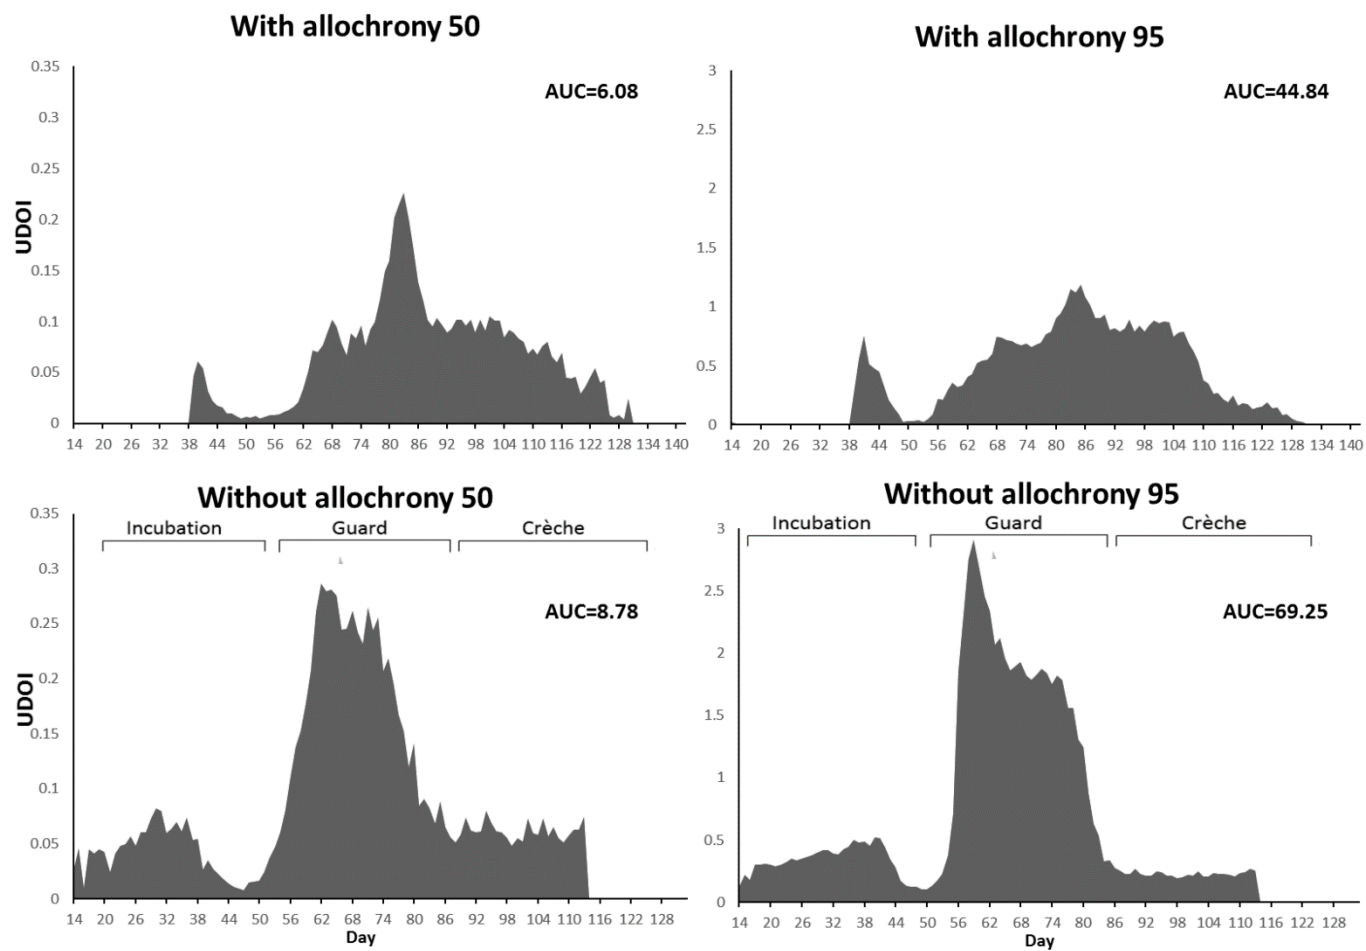 With allochrony 50
0.35
0.3
0.25
0.2
0.15
0.1
0.05
0
UDOI
AUC=6.08
14 20 26 32 38 44 50 56 62 68 74 80 86 92 98 104 110 116 122 128 134 140
With allochrony 95
3
2.5
2
1.5
1
0.5
0
AUC=44.84
14 20 26 32 38 44 50 56 62 68 74 80 86 92 98 104 110 116 122 128 134 140
Without allochrony 50
0.35
0.3
0.25
0.2
0.15
0.1
0.05
0
UDOI
Incubation Guard Crèche
AUC=8.78
14 20 26 32 38 44 50 56 62 68 74 80 86 92 98 104 110 116 122 128
Day
Without allochrony 95
3
2.5
2
1.5
1
0.5
0
Incubation Guard Crèche
AUC=69.25
14 20 26 32 38 44 50 56 62 68 74 80 86 92 98 104 110 116 122 128
Day